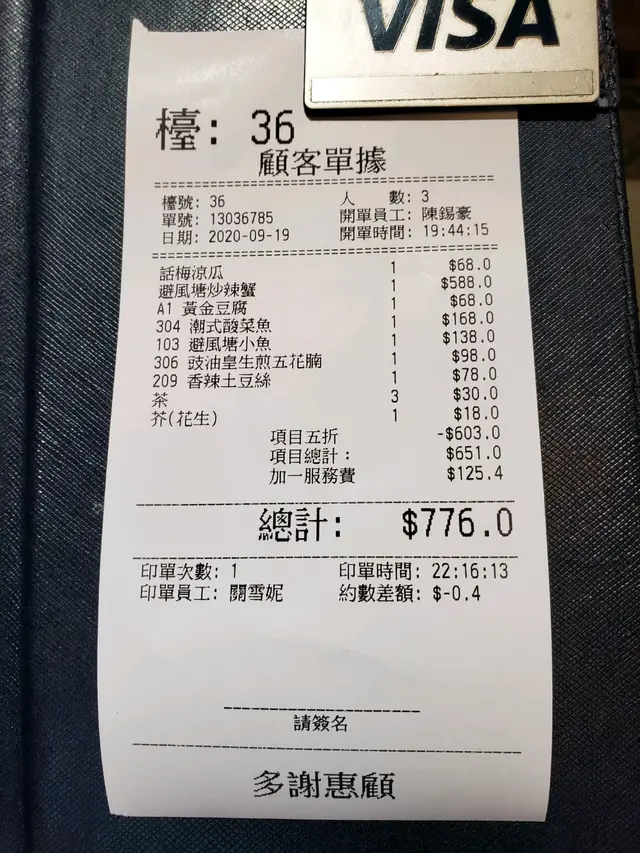 VISA
檯: 36
顧客單據
檯號: 36 人 數: 3
單號: 13036785 開單員工: 陳錫豪
日期: 2020-09-19 開單時間: 19:44:15
話梅涼瓜 1 $68.0
避風塘炒辣蟹 1 $588.0
A1 黃金豆腐 1 $68.0
304 潮式酸菜魚 1 $168.0
103 避風塘小魚 1 $138.0
306 豉油皇生煎五花腩 1 $98.0
209 香辣土豆絲 1 $78.0
茶 3 $30.0
芥(花生) 1 $18.0
項目五折 -$603.0
項目總計: $651.0
加一服務費 $125.4
總計: $776.0
印單次數: 1 印單時間: 22:16:13
印單員工: 關雪妮 約數差額: $-0.4
請簽名
多謝惠顧